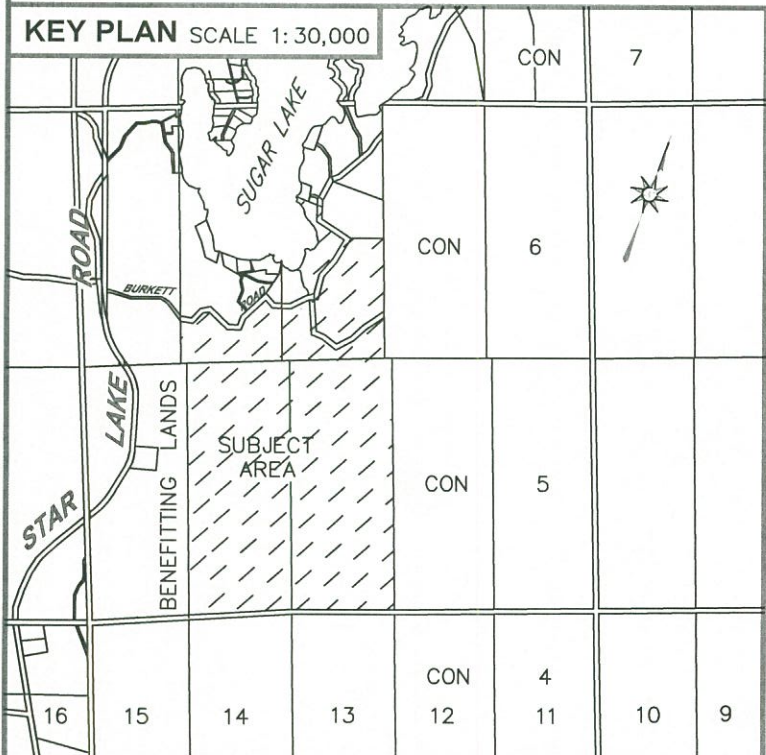 KEY PLAN SCALE 1:30,000
CON 7
SUGAR LAKE
ROAD
CON 6
BURKETT
ROAD
LAKE
BENEFITTING LANDS
SUBJECT
AREA
CON 5
STAR
CON 4
16 15 14 13 12 11 10 9